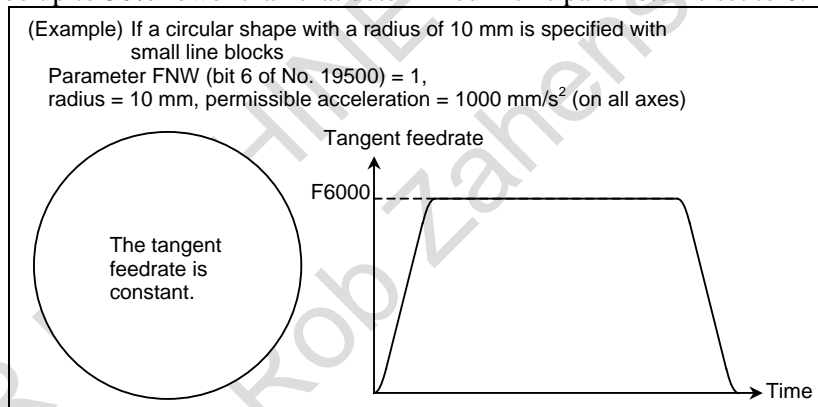 (Example) If a circular shape with a radius of 10 mm is specified with
small line blocks
Parameter FNW (bit 6 of No. 19500) = 1,
radius = 10 mm, permissible acceleration = 1000 mm/s² (on all axes)
Tangent feedrate
F6000
The tangent
feedrate is
constant.
Time
Rob Zahens